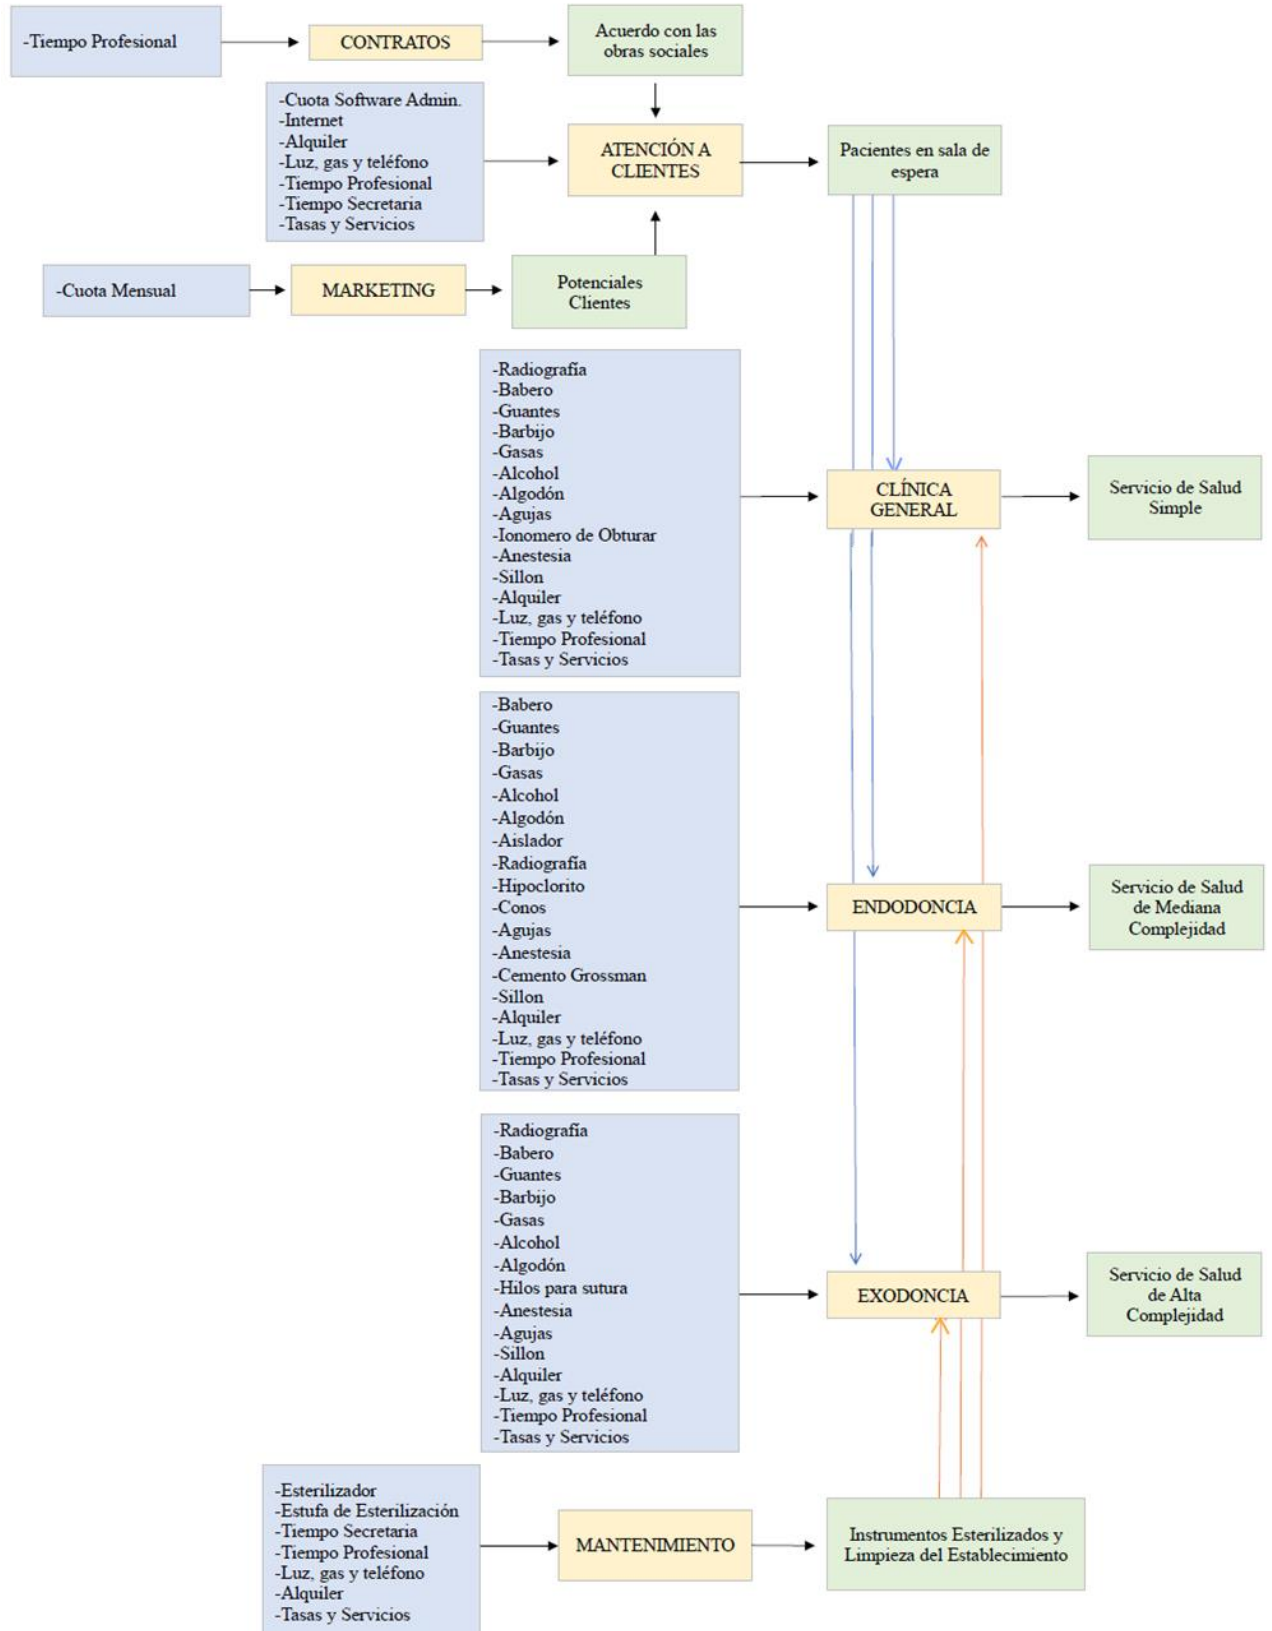 -Tiempo Profesional
CONTRATOS
Acuerdo con las
obras sociales
-Cuota Software Admin.
-Internet
-Alquiler
-Luz, gas y teléfono
-Tiempo Profesional
-Tiempo Secretaria
-Tasas y Servicios
ATENCIÓN A
CLIENTES
Pacientes en sala de
espera
-Cuota Mensual
MARKETING
Potenciales
Clientes
-Radiografía
-Babero
-Guantes
-Barbijo
-Gasas
-Alcohol
-Algodón
-Agujas
-Ionomero de Obturar
-Anestesia
-Sillon
-Alquiler
-Luz, gas y teléfono
-Tiempo Profesional
-Tasas y Servicios
CLÍNICA
GENERAL
Servicio de Salud
Simple
-Babero
-Guantes
-Barbijo
-Gasas
-Alcohol
-Algodón
-Aislador
-Radiografía
-Hipoclorito
-Conos
-Agujas
-Anestesia
-Cemento Grossman
-Sillon
-Alquiler
-Luz, gas y teléfono
-Tiempo Profesional
-Tasas y Servicios
ENDODONCIA
Servicio de Salud
de Mediana
Complejidad
-Radiografía
-Babero
-Guantes
-Barbijo
-Gasas
-Alcohol
-Algodón
-Hilos para sutura
-Anestesia
-Agujas
-Sillon
-Alquiler
-Luz, gas y teléfono
-Tiempo Profesional
-Tasas y Servicios
EXODONCIA
Servicio de Salud
de Alta
Complejidad
-Esterilizador
-Estufa de Esterilización
-Tiempo Secretaria
-Tiempo Profesional
-Luz, gas y teléfono
-Alquiler
-Tasas y Servicios
MANTENIMIENTO
Instrumentos Esterilizados y
Limpieza del Establecimiento